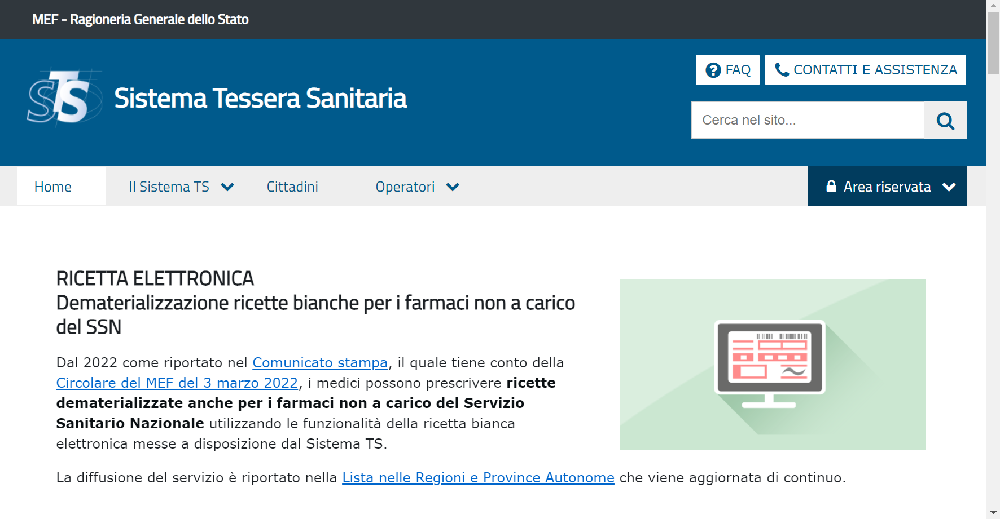 MEF - Ragioneria Generale dello Stato
STS
Sistema Tessera Sanitaria
FAQ
CONTATTI E ASSISTENZA
Cerca nel sito...
Home
Il Sistema TS
Cittadini
Operatori
Area riservata
RICETTA ELETTRONICA
Dematerializzazione ricette bianche per i farmaci non a carico
del SSN
Dal 2022 come riportato nel Comunicato stampa, il quale tiene conto della
Circolare del MEF del 3 marzo 2022, i medici possono prescrivere ricette
dematerializzate anche per i farmaci non a carico del Servizio
Sanitario Nazionale utilizzando le funzionalità della ricetta bianca
elettronica messe a disposizione dal Sistema TS.
La diffusione del servizio è riportato nella Lista nelle Regioni e Province Autonome che viene aggiornata di continuo.